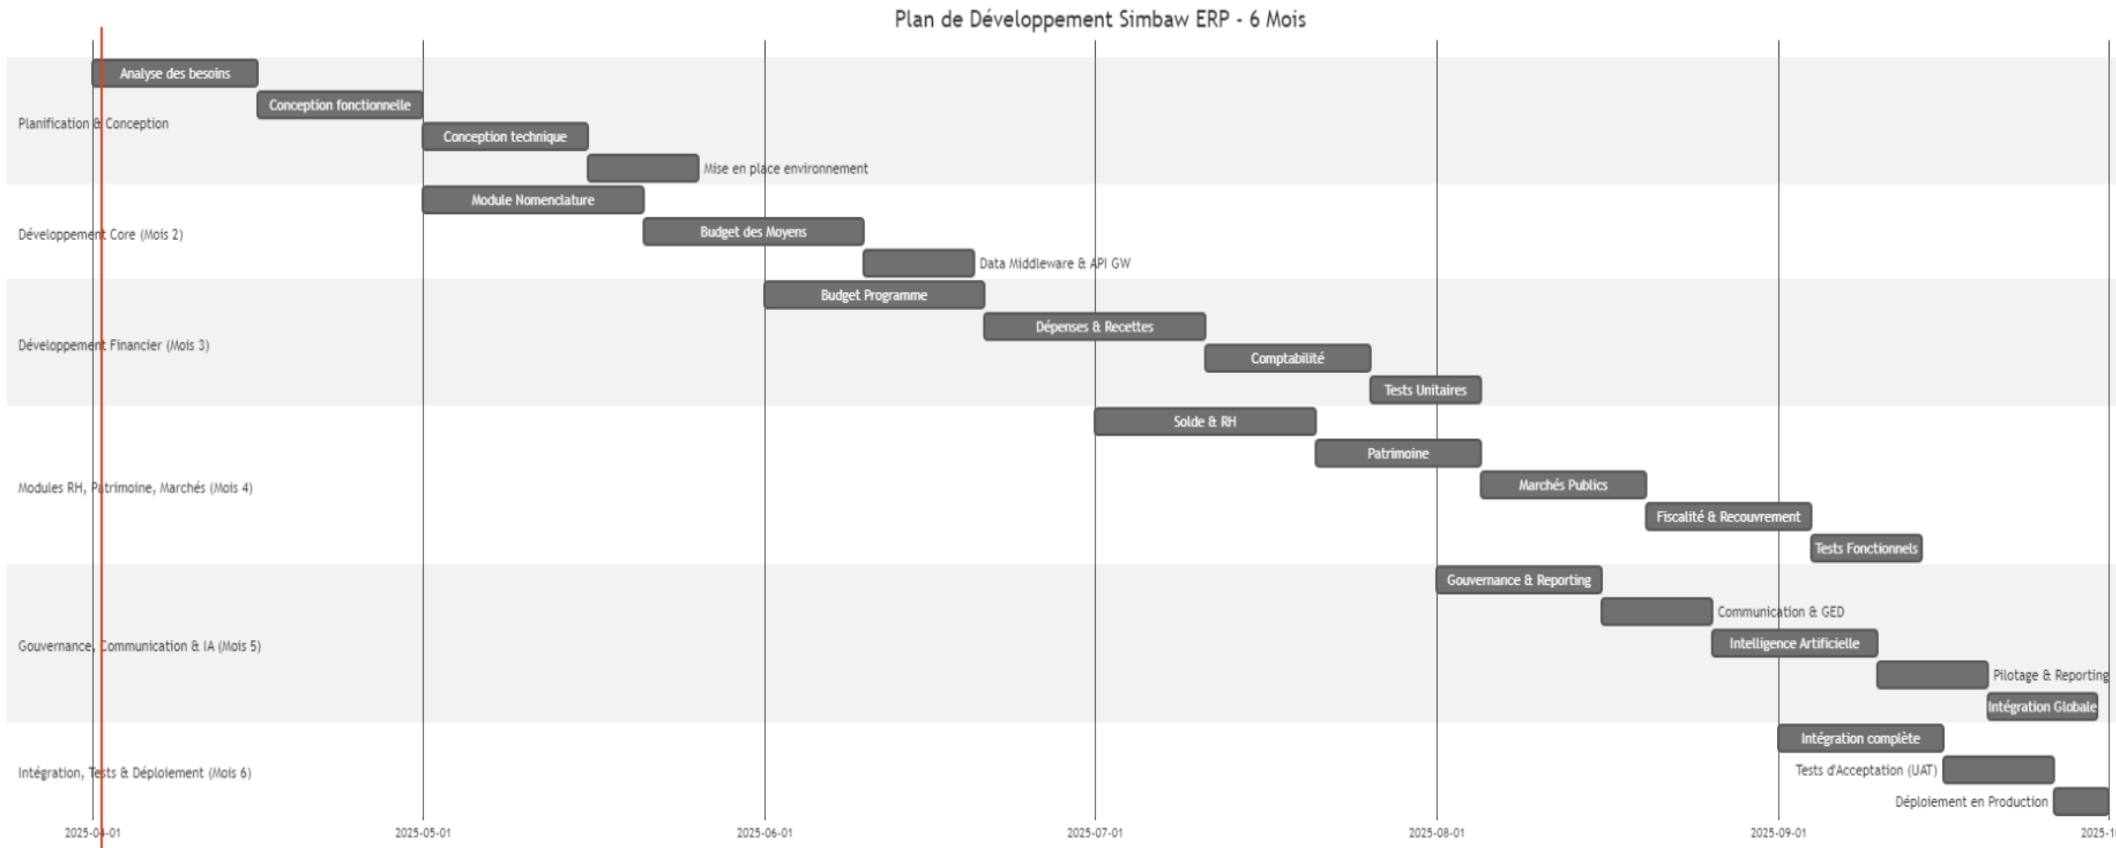 Plan de Développement Simbaw ERP - 6 Mois
Analyse des besoins
Conception fonctionnelle
Planification & Conception
Conception technique
Mise en place environnement
Module Nomenclature
Développement Core (Mois 2)
Budget des Moyens
Data Middleware & API GW
Budget Programme
Dépenses & Recettes
Développement Financier (Mois 3)
Comptabilité
Tests Unitaires
Solde & RH
Patrimoine
Modules RH, Patrimoine, Marchés (Mois 4)
Marchés Publics
Fiscalité & Recouvrement
Tests Fonctionnels
Gouvernance & Reporting
Communication & GED
Gouvernance, Communication & IA (Mois 5)
Intelligence Artificielle
Pilotage & Reporting
Intégration Globale
Intégration complète
Intégration, Tests & Déploiement (Mois 6)
Tests d'Acceptation (UAT)
Déploiement en Production
2025-04-01 2025-05-01 2025-06-01 2025-07-01 2025-08-01 2025-09-01